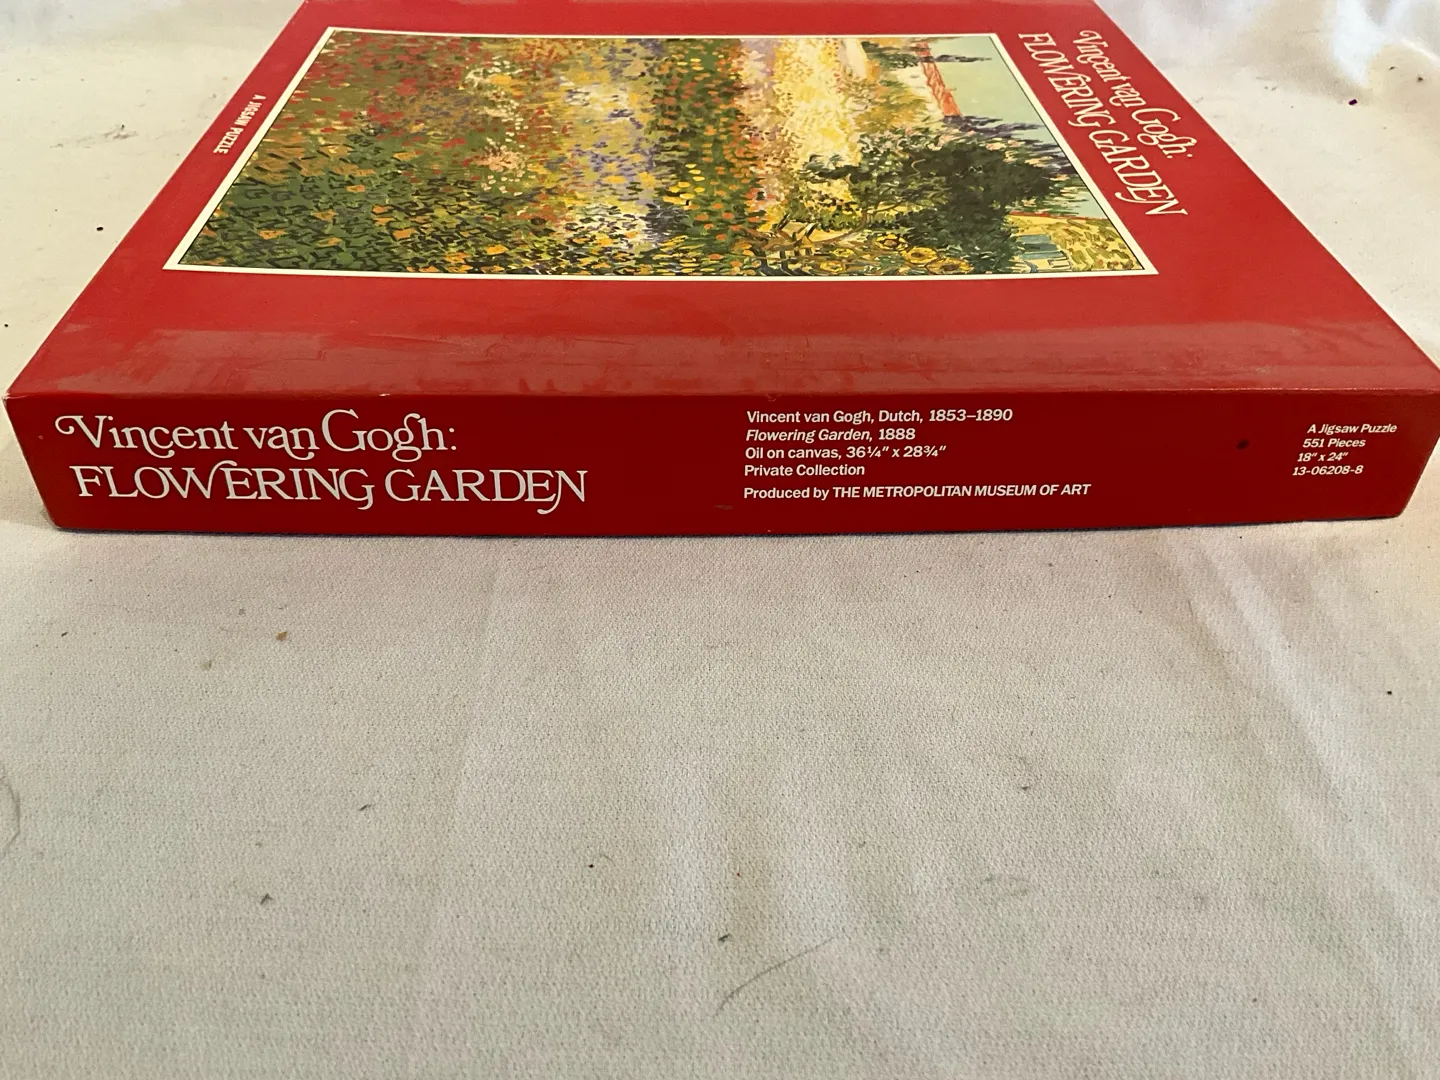 A JIGSAW PUZZLE
Vincent van Gogh:
FLOWERING GARDEN
Vincent van Gogh:
FLOWERING GARDEN
Vincent van Gogh, Dutch, 1853–1890
Flowering Garden, 1888
Oil on canvas, 36¼" x 28¾"
Private Collection
Produced by THE METROPOLITAN MUSEUM OF ART
A Jigsaw Puzzle
551 Pieces
18" x 24"
13-06208-8